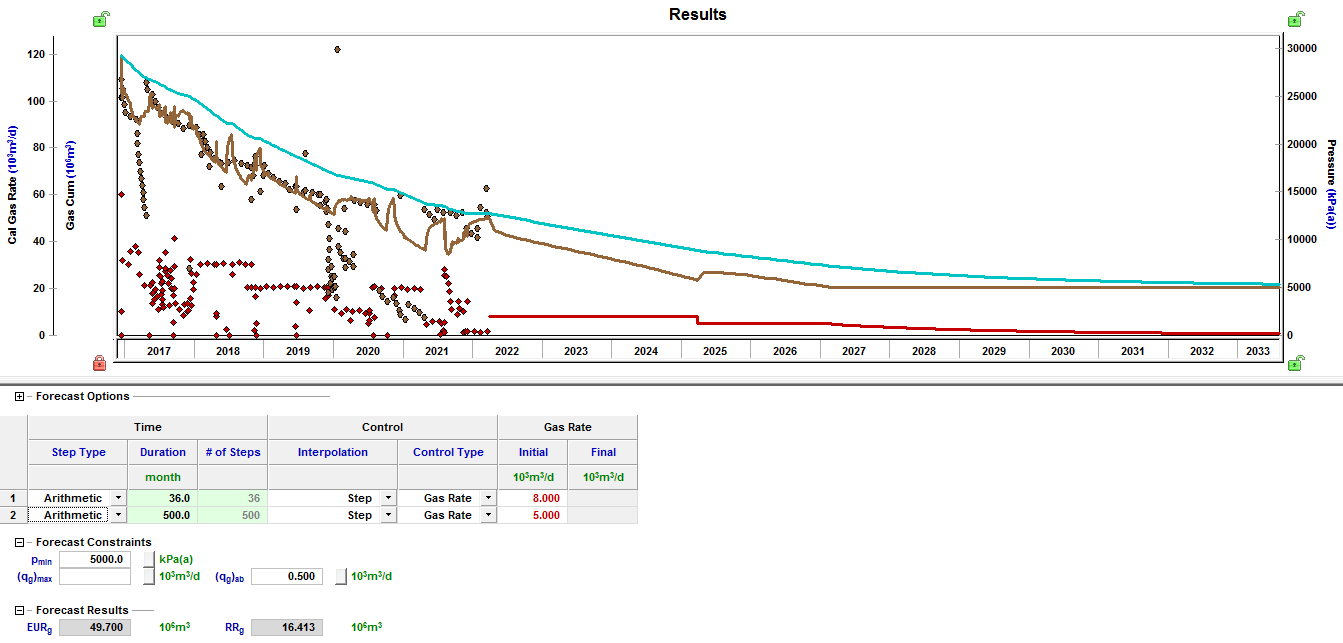 Results
Cal Gas Rate (10³m³/d)
Gas Cum (10⁶m³)
120
100
80
60
40
20
0
30000
25000
20000
15000
10000
5000
0
Pressure (kPa(a))
2017 2018 2019 2020 2021 2022 2023 2024 2025 2026 2027 2028 2029 2030 2031 2032 2033
Forecast Options
Time Control Gas Rate
Step Type Duration # of Steps Interpolation Control Type Initial Final
month 10³m³/d 10³m³/d
1 Arithmetic 36.0 36 Step Gas Rate 8.000
2 Arithmetic 500.0 500 Step Gas Rate 5.000
Forecast Constraints
pmin 5000.0 kPa(a)
(qg)max 10³m³/d (qg)ab 0.500 10³m³/d
Forecast Results
EURg 49.700 10⁶m³ RRg 16.413 10⁶m³